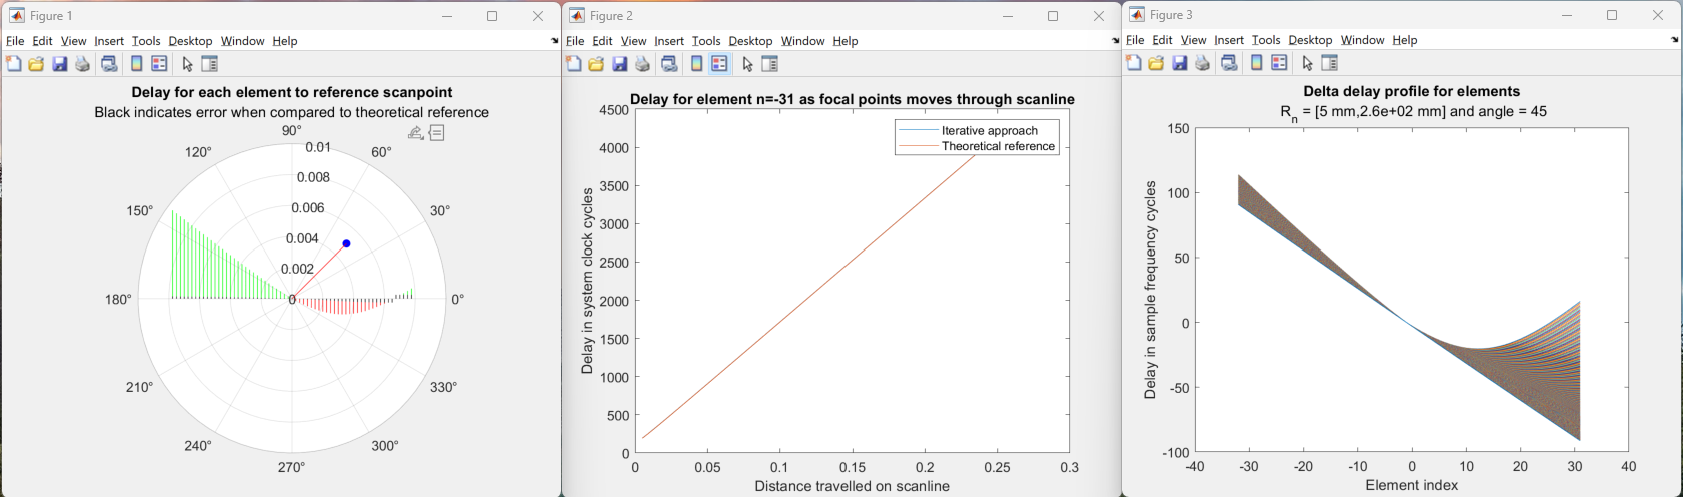 Figure 1
File Edit View Insert Tools Desktop Window Help
Delay for each element to reference scanpoint
Black indicates error when compared to theoretical reference
90°
120°
60°
0.01
0.008
150°
30°
0.006
0.004
0.002
180°
0
0°
210°
330°
240°
300°
270°
Figure 2
File Edit View Insert Tools Desktop Window Help
Delay for element n=-31 as focal points moves through scanline
Iterative approach
Theoretical reference
Delay in system clock cycles
4500
4000
3500
3000
2500
2000
1500
1000
500
0
0 0.05 0.1 0.15 0.2 0.25 0.3
Distance travelled on scanline
Figure 3
File Edit View Insert Tools Desktop Window Help
Delta delay profile for elements
Rn = [5 mm,2.6e+02 mm] and angle = 45
Delay in sample frequency cycles
150
100
50
0
-50
-100
-40 -30 -20 -10 0 10 20 30 40
Element index